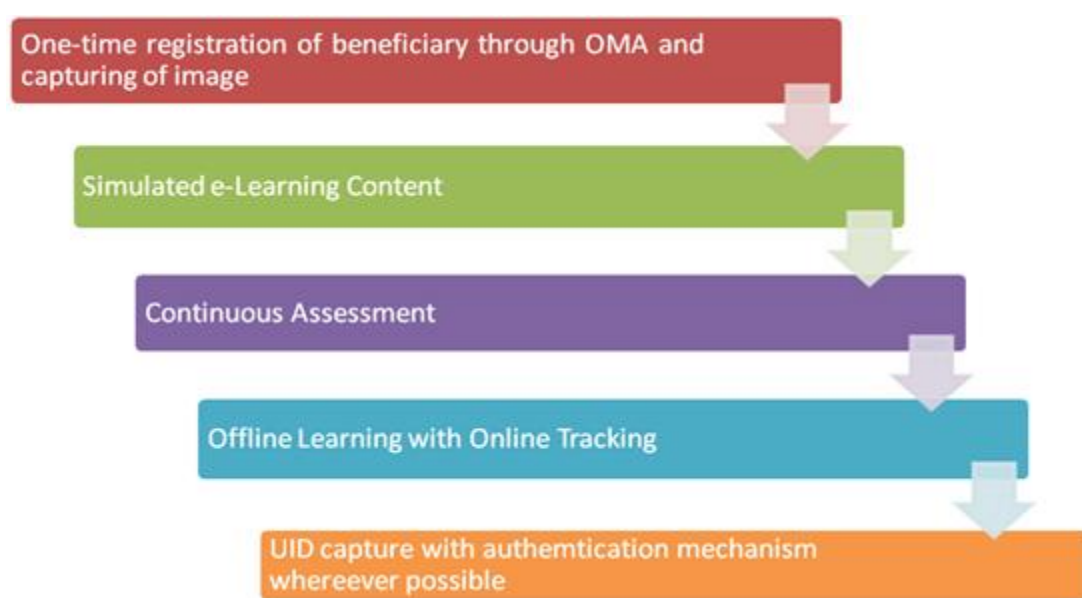 One-time registration of beneficiary through OMA and
capturing of image
Simulated e-Learning Content
Continuous Assessment
Offline Learning with Online Tracking
UID capture with authemtication mechanism
whereever possible